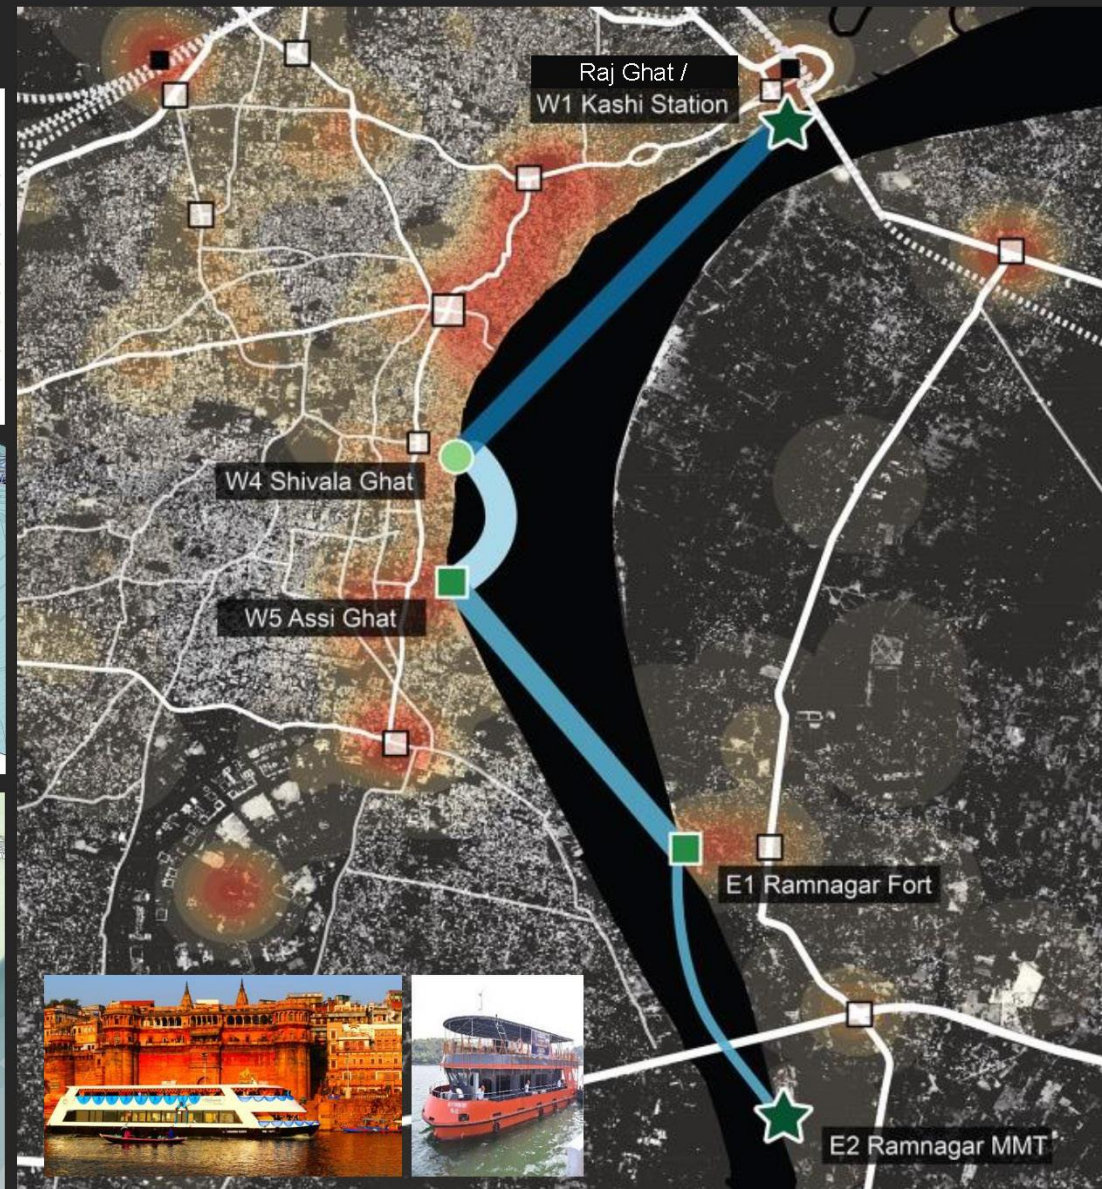 Raj Ghat /
W1 Kashi Station
W4 Shivala Ghat
W5 Assi Ghat
E1 Ramnagar Fort
E2 Ramnagar MMT